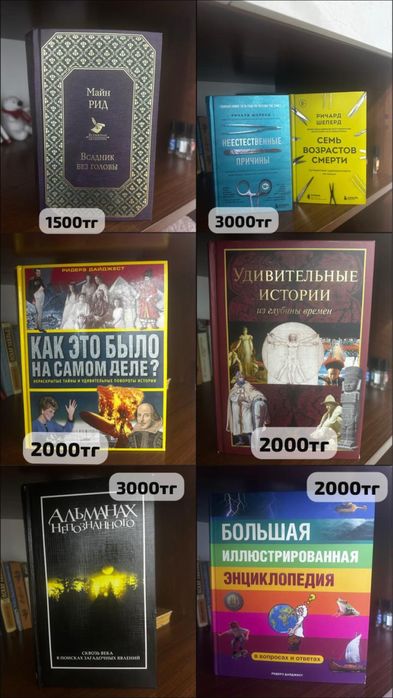 Майн
РИД
Всадник
без головы
1500тг
РИЧАРД ШЕПЕРД
НЕЕСТЕСТВЕННЫЕ
ПРИЧИНЫ
РИЧАРД
ШЕПЕРД
СЕМЬ
ВОЗРАСТОВ
СМЕРТИ
3000тг
РИДЕРЗ ДАЙДЖЕСТ
КАК ЭТО БЫЛО
НА САМОМ ДЕЛЕ?
НЕРАСКРЫТЫЕ ТАЙНЫ И УДИВИТЕЛЬНЫЕ ПОВОРОТЫ ИСТОРИИ
2000тг
УДИВИТЕЛЬНЫЕ
ИСТОРИИ
из глубины времен
2000тг
3000тг
АЛЬМАНАХ
НЕПОЗНАННОГО
СКВОЗЬ ВЕКА
В ПОИСКАХ ЗАГАДОЧНЫХ ЯВЛЕНИЙ
2000тг
БОЛЬШАЯ
ИЛЛЮСТРИРОВАННАЯ
ЭНЦИКЛОПЕДИЯ
в вопросах и ответах
РИДЕРЗ ДАЙДЖЕСТ